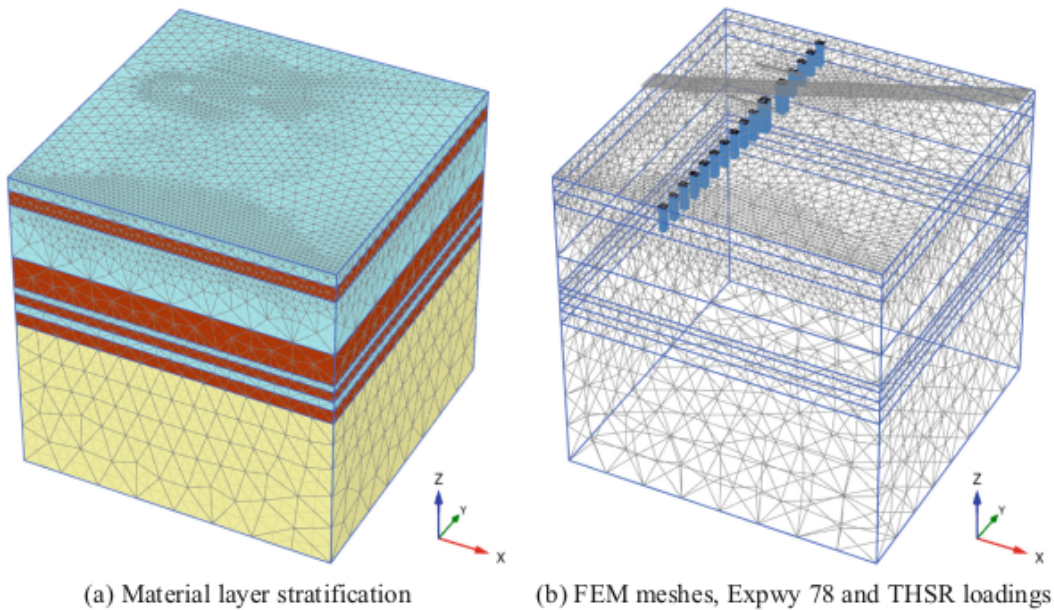 Z
Y
X
Z
Y
X
(a) Material layer stratification
(b) FEM meshes, Expwy 78 and THSR loadings